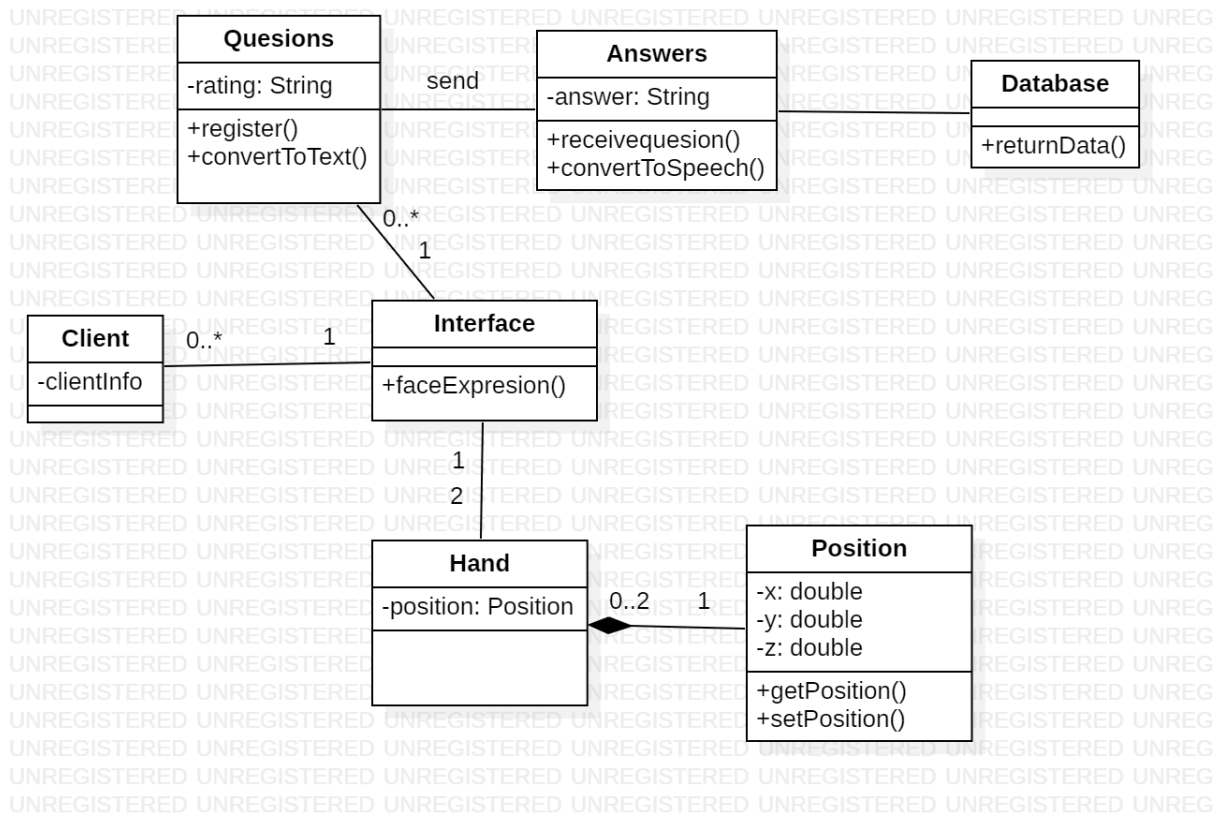 Quesions
-rating: String
+register()
+convertToText()
send
Answers
-answer: String
+receivequesion()
+convertToSpeech()
Database
+returnData()
0..*
1
Client
-clientInfo
0..*
1
Interface
+faceExpresion()
1
2
Hand
-position: Position
0..2
1
Position
-x: double
-y: double
-z: double
+getPosition()
+setPosition()
UNREGISTERED